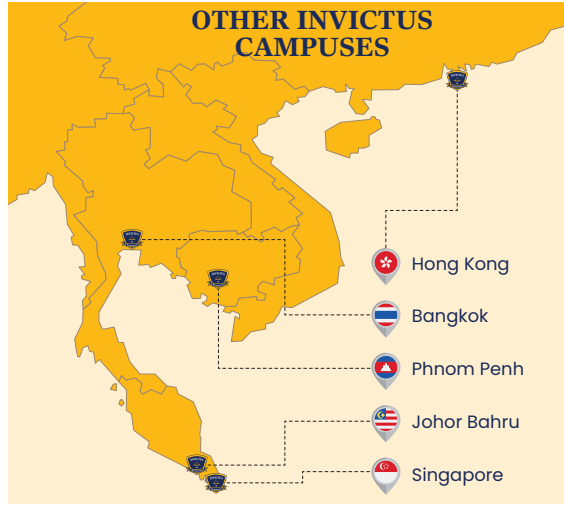 OTHER INVICTUS
CAMPUSES
Hong Kong
Bangkok
Phnom Penh
Johor Bahru
Singapore